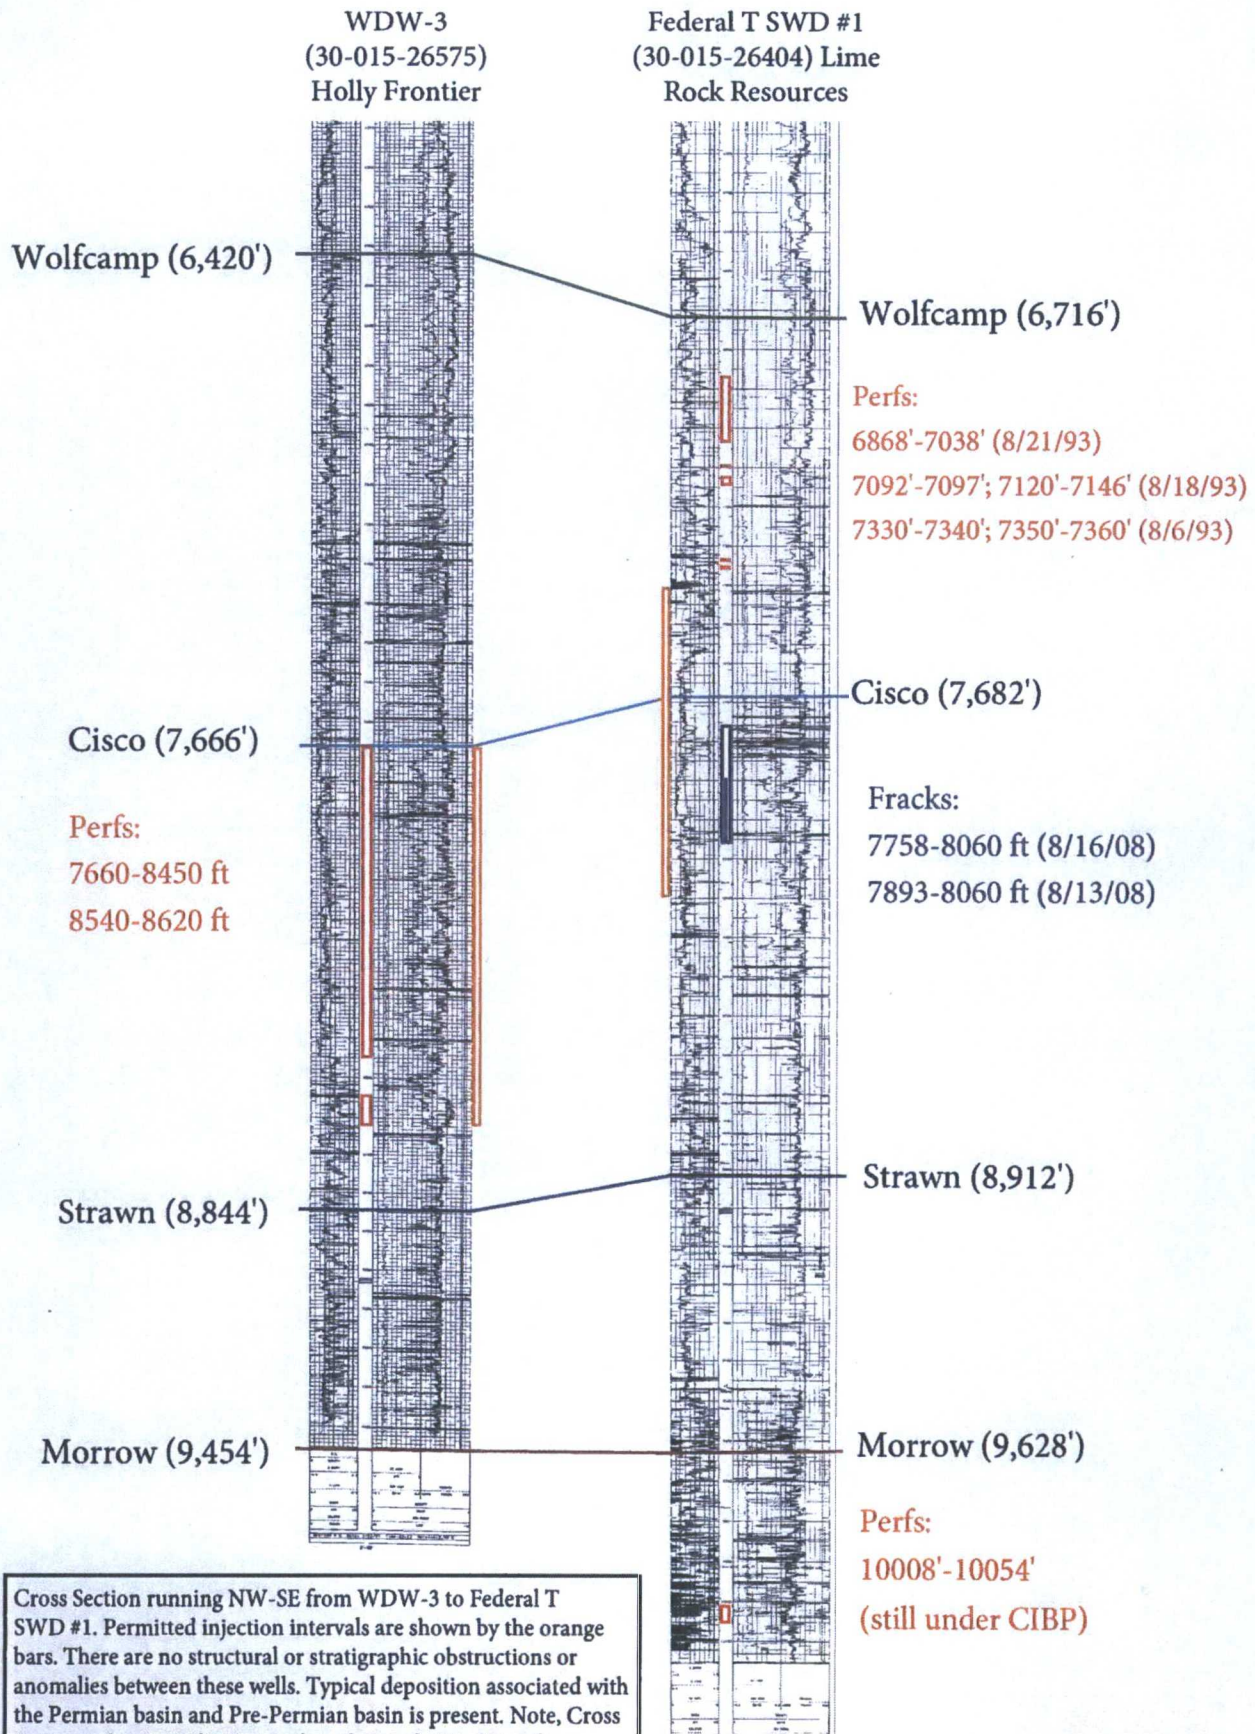 WDW-3
(30-015-26575)
Holly Frontier
Federal T SWD #1
(30-015-26404) Lime
Rock Resources
Wolfcamp (6,420')
Wolfcamp (6,716')
Perfs:
6868'-7038' (8/21/93)
7092'-7097'; 7120'-7146' (8/18/93)
7330'-7340'; 7350'-7360' (8/6/93)
Cisco (7,682')
Cisco (7,666')
Perfs:
7660-8450 ft
8540-8620 ft
Fracks:
7758-8060 ft (8/16/08)
7893-8060 ft (8/13/08)
Strawn (8,912')
Strawn (8,844')
Morrow (9,454')
Morrow (9,628')
Perfs:
10008'-10054'
(still under CIBP)
Cross Section running NW-SE from WDW-3 to Federal T
SWD #1. Permitted injection intervals are shown by the orange
bars. There are no structural or stratigraphic obstructions or
anomalies between these wells. Typical deposition associated with
the Permian basin and Pre-Permian basin is present. Note, Cross